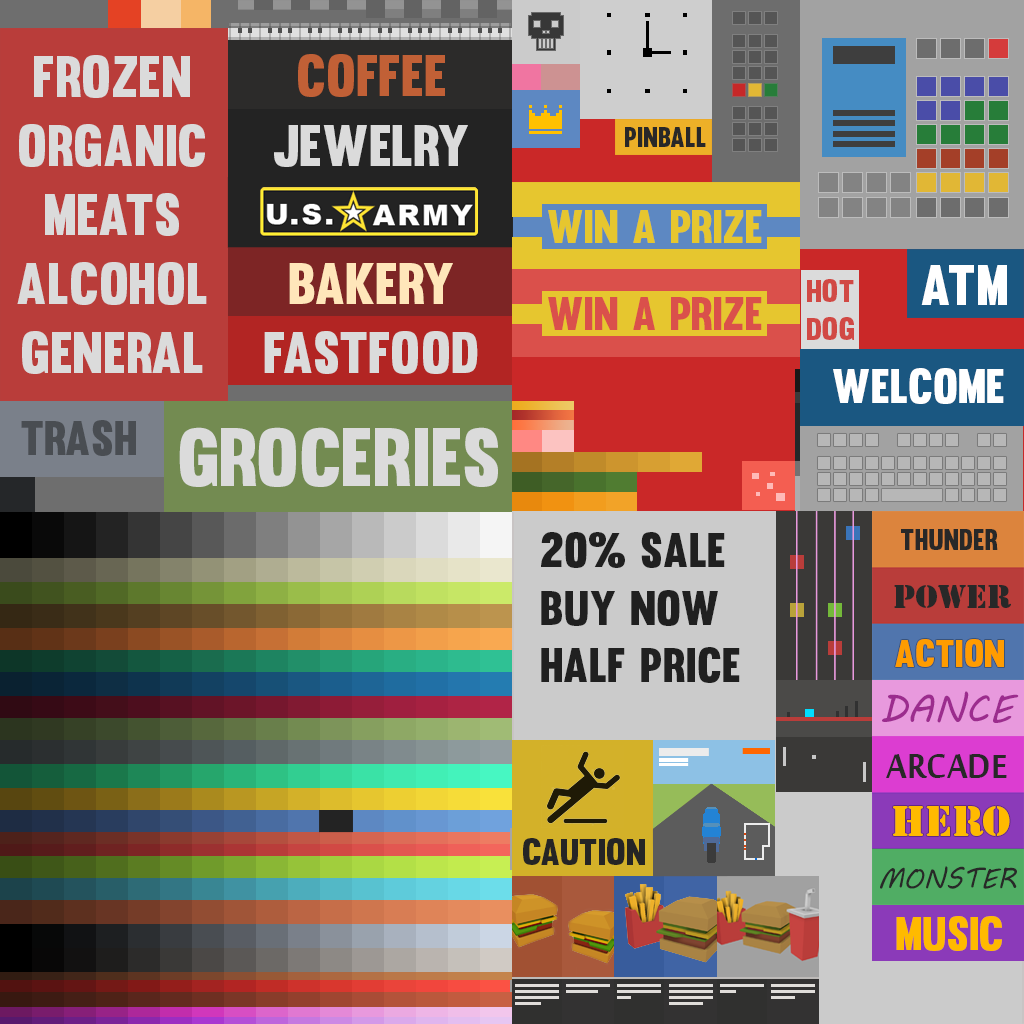 FROZEN
ORGANIC
MEATS
ALCOHOL
GENERAL
COFFEE
JEWELRY
U.S. ARMY
BAKERY
FASTFOOD
TRASH
GROCERIES
PINBALL
WIN A PRIZE
WIN A PRIZE
HOT
DOG
ATM
WELCOME
20% SALE
BUY NOW
HALF PRICE
CAUTION
THUNDER
POWER
ACTION
DANCE
ARCADE
HERO
MONSTER
MUSIC